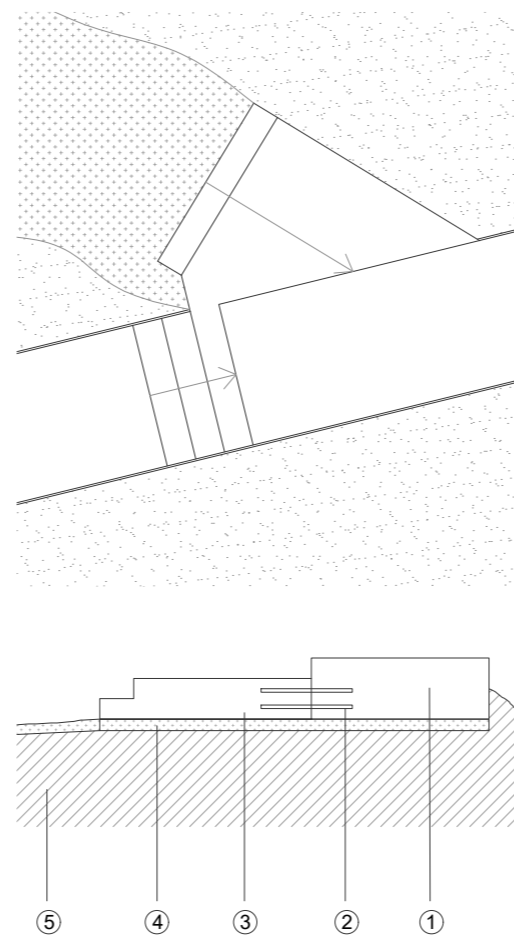 ⑤ ④ ③ ② ①